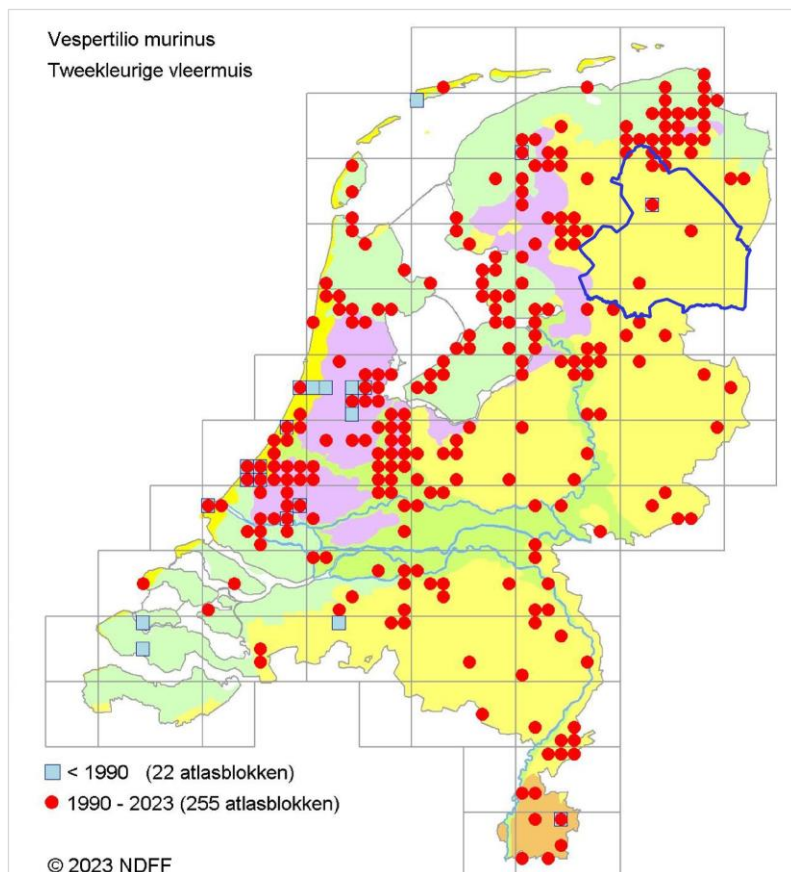 Vespertilio murinus
Tweekleurige vleermuis
< 1990 (22 atlasblokken)
1990 - 2023 (255 atlasblokken)
© 2023 NDFF